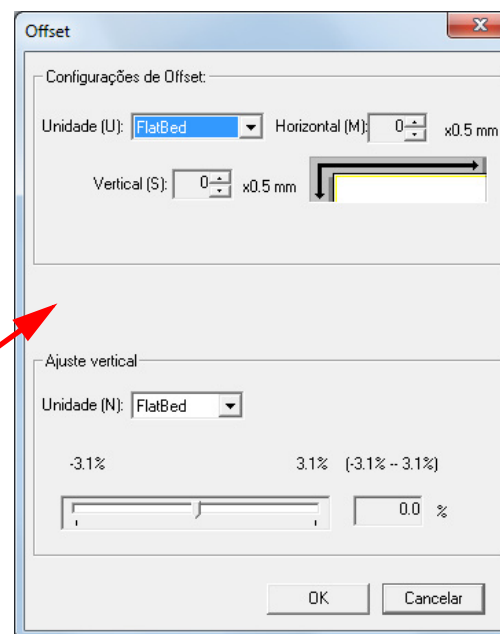 Offset
Configurações de Offset:
Unidade (U): FlatBed Horizontal (M): 0 x0.5 mm
Vertical (S): 0 x0.5 mm
Ajuste vertical
Unidade (N): FlatBed
-3.1% 3.1% (-3.1% -- 3.1%)
0.0 %
OK Cancelar